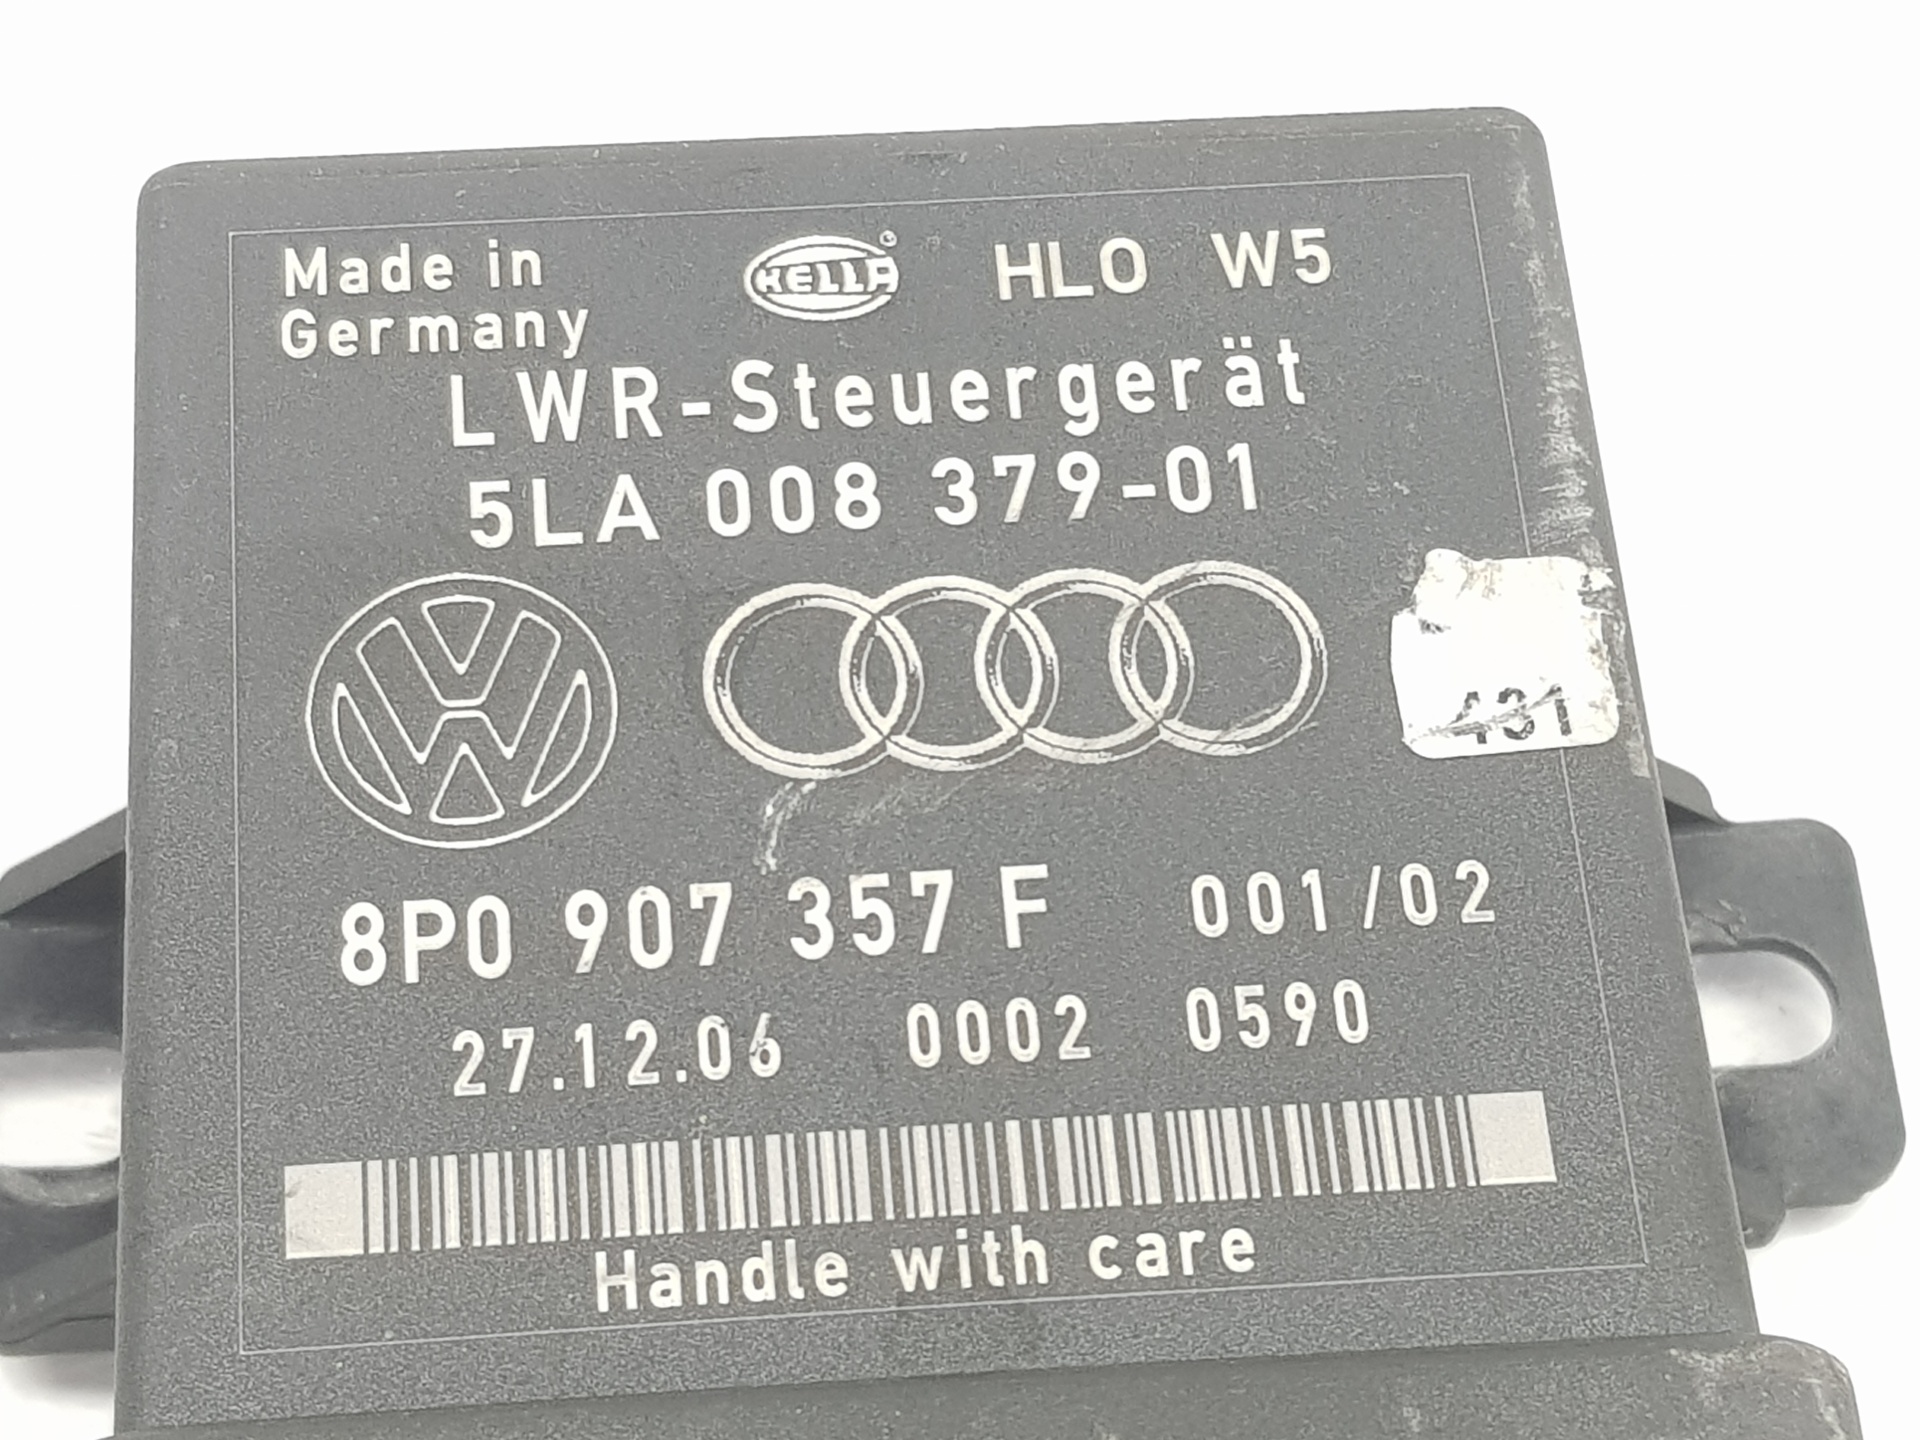 Made in
Germany
HELLA
HLO W5
LWR-Steuergerät
5LA 008 379-01
431
8P0 907 357 F 001/02
27.12.06 0002 0590
Handle with care